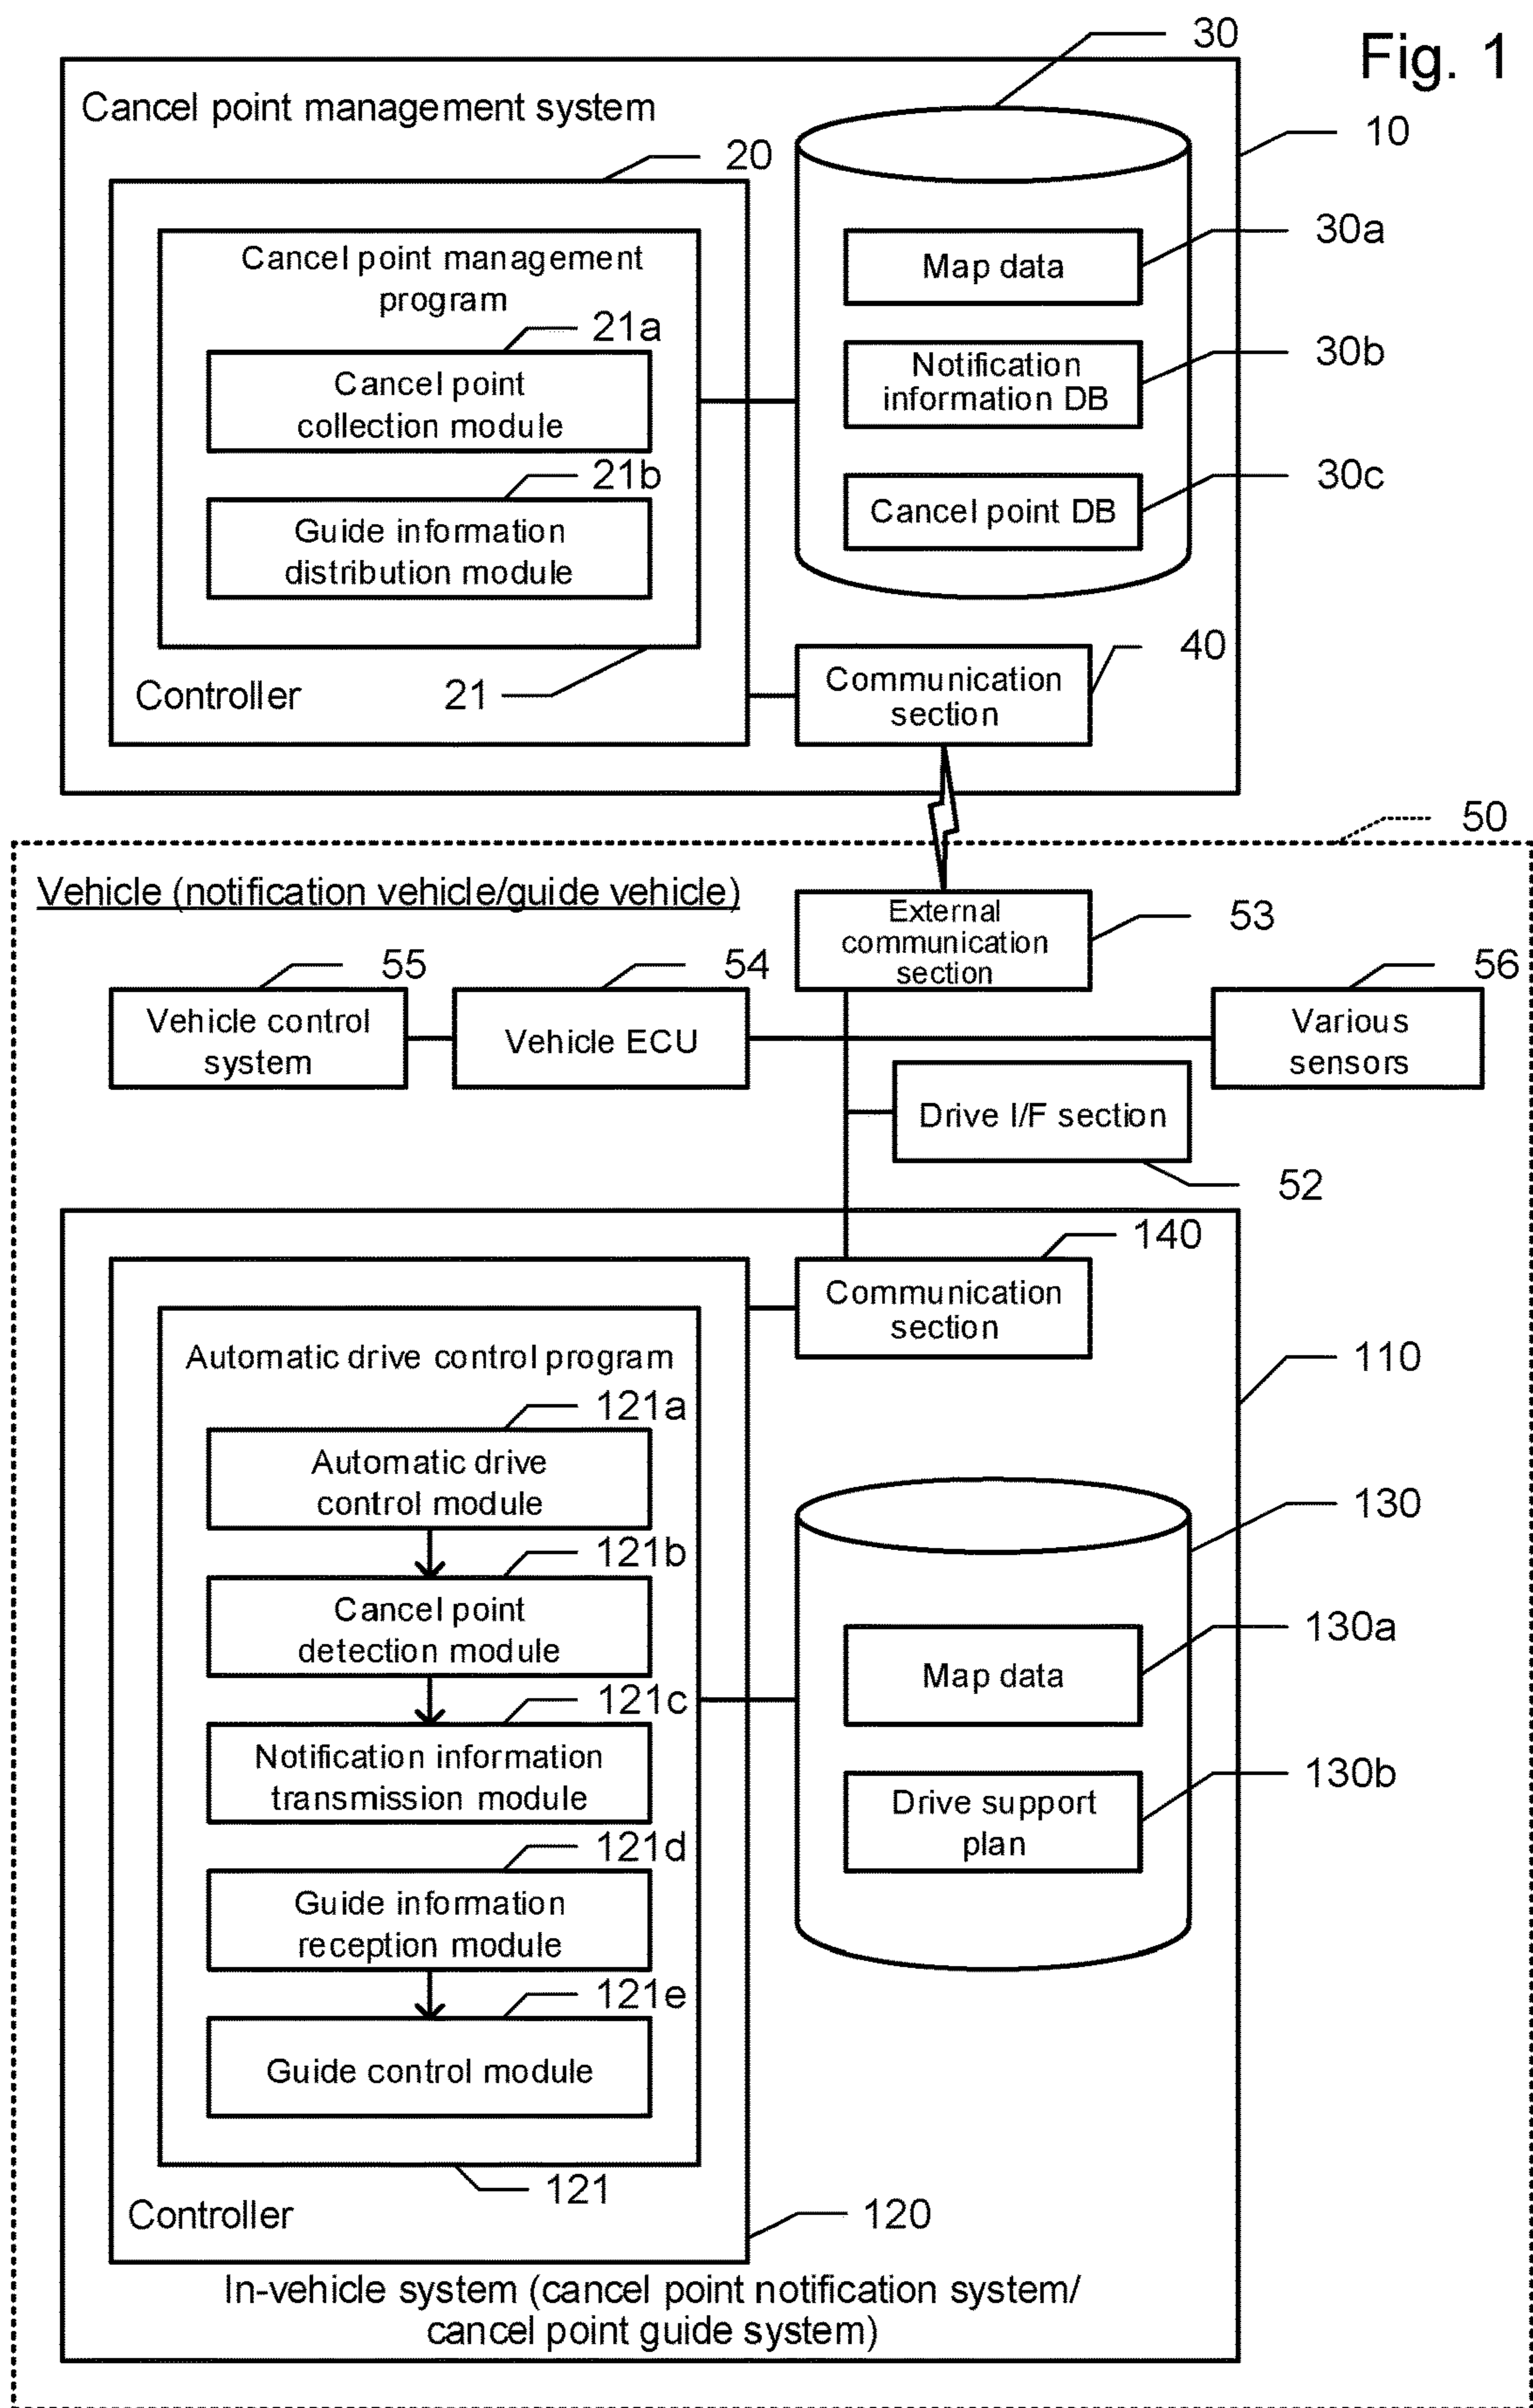 Fig. 1
30
10
Cancel point management system
20
Cancel point management
program
21a
Cancel point
collection module
21b
Guide information
distribution module
21
Controller
30a
Map data
30b
Notification
information DB
30c
Cancel point DB
40
Communication
section
50
Vehicle (notification vehicle/guide vehicle)
External
communication
section
53
55
Vehicle control
system
54
Vehicle ECU
56
Various
sensors
Drive I/F section
52
140
Communication
section
110
Automatic drive control program
121a
Automatic drive
control module
121b
Cancel point
detection module
121c
Notification information
transmission module
121d
Guide information
reception module
121e
Guide control module
121
Controller
120
130
130a
Map data
130b
Drive support
plan
In-vehicle system (cancel point notification system/
cancel point guide system)